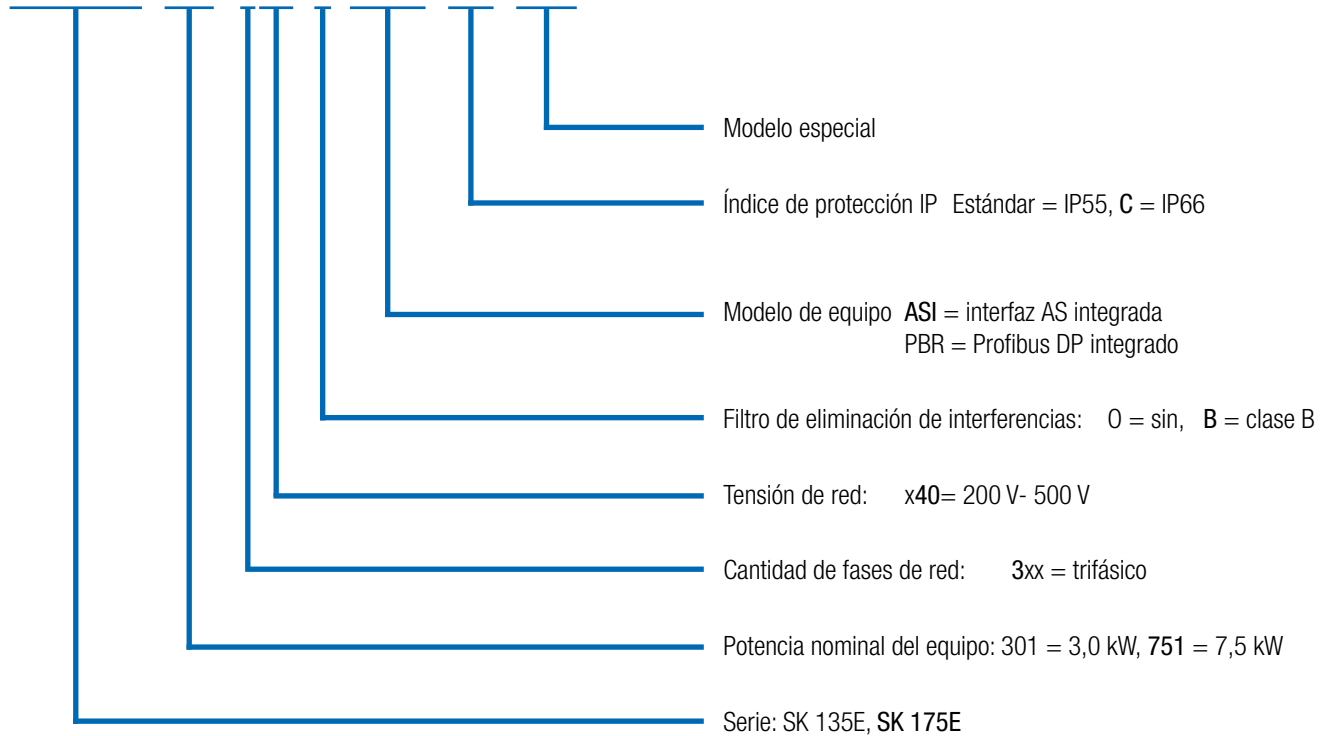 Modelo especial
Índice de protección IP Estándar = IP55, C = IP66
Modelo de equipo ASI = interfaz AS integrada
PBR = Profibus DP integrado
Filtro de eliminación de interferencias: O = sin, B = clase B
Tensión de red: x40= 200 V- 500 V
Cantidad de fases de red: 3xx = trifásico
Potencia nominal del equipo: 301 = 3,0 kW, 751 = 7,5 kW
Serie: SK 135E, SK 175E